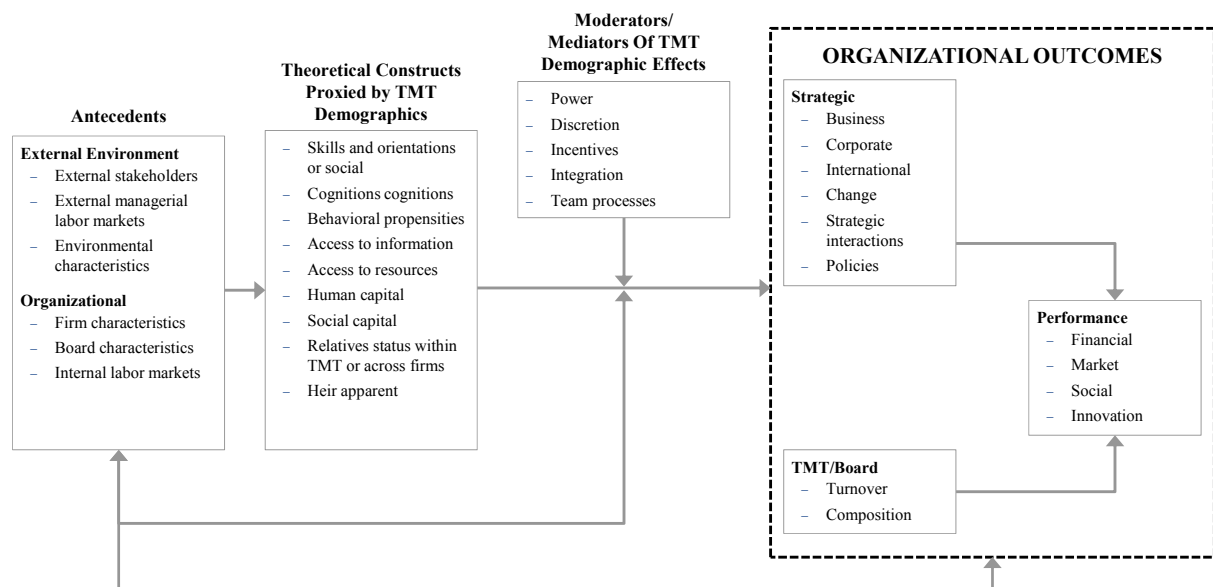 Antecedents
External Environment
– External stakeholders
– External managerial
labor markets
– Environmental
characteristics
Organizational
– Firm characteristics
– Board characteristics
– Internal labor markets
Theoretical Constructs
Proxied by TMT
Demographics
– Skills and orientations
or social
– Cognitions cognitions
– Behavioral propensities
– Access to information
– Access to resources
– Human capital
– Social capital
– Relatives status within
TMT or across firms
– Heir apparent
Moderators/
Mediators Of TMT
Demographic Effects
– Power
– Discretion
– Incentives
– Integration
– Team processes
ORGANIZATIONAL OUTCOMES
Strategic
– Business
– Corporate
– International
– Change
– Strategic
interactions
– Policies
Performance
– Financial
– Market
– Social
– Innovation
TMT/Board
– Turnover
– Composition